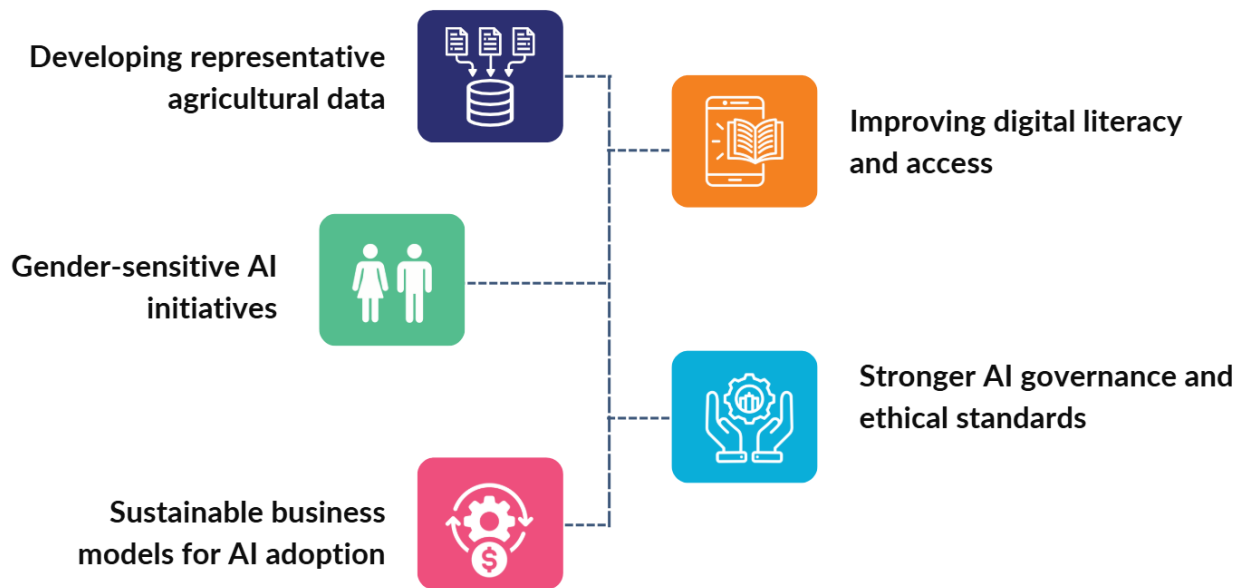 Developing representative
agricultural data
Improving digital literacy
and access
Gender-sensitive AI
initiatives
Stronger AI governance and
ethical standards
Sustainable business
models for AI adoption
$